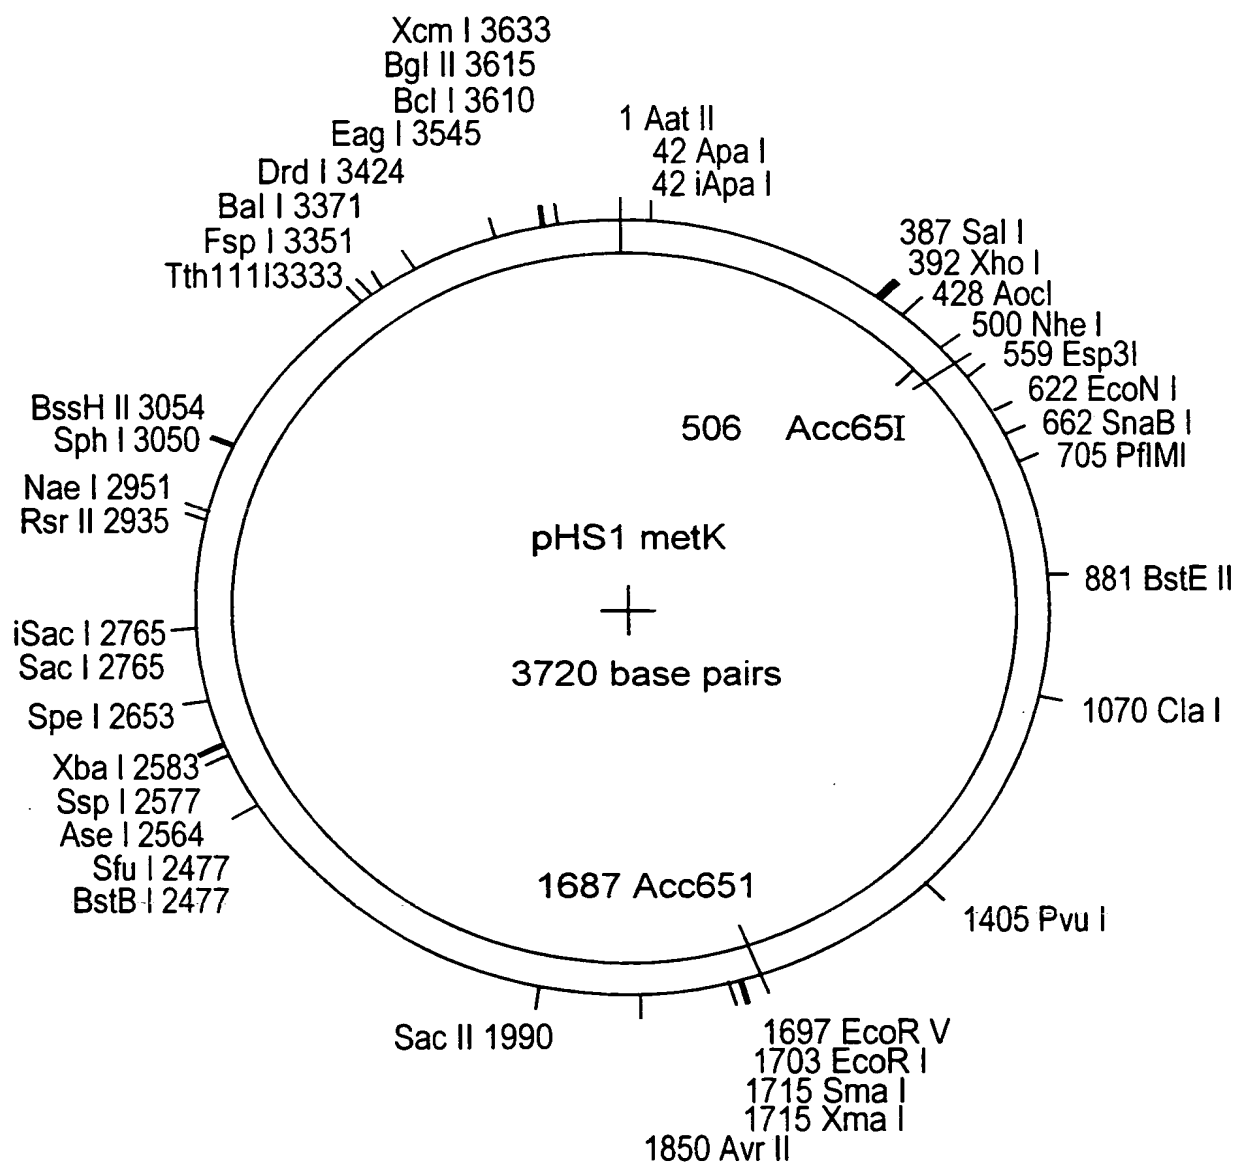 Xcm I 3633
Bgl II 3615
Bcl I 3610
Eag I 3545
Drd I 3424
Bal I 3371
Fsp I 3351
Tth111I3333
1 Aat II
42 Apa I
42 iApa I
387 Sal I
392 Xho I
428 AocI
500 Nhe I
559 Esp3I
622 EcoN I
662 SnaB I
705 PflMI
506 Acc65I
BssH II 3054
Sph I 3050
Nae I 2951
Rsr II 2935
pHS1 metK
881 BstE II
iSac I 2765
Sac I 2765
3720 base pairs
Spe I 2653
1070 Cla I
Xba I 2583
Ssp I 2577
Ase I 2564
Sfu I 2477
BstB I 2477
1687 Acc651
1405 Pvu I
Sac II 1990
1697 EcoR V
1703 EcoR I
1715 Sma I
1715 Xma I
1850 Avr II